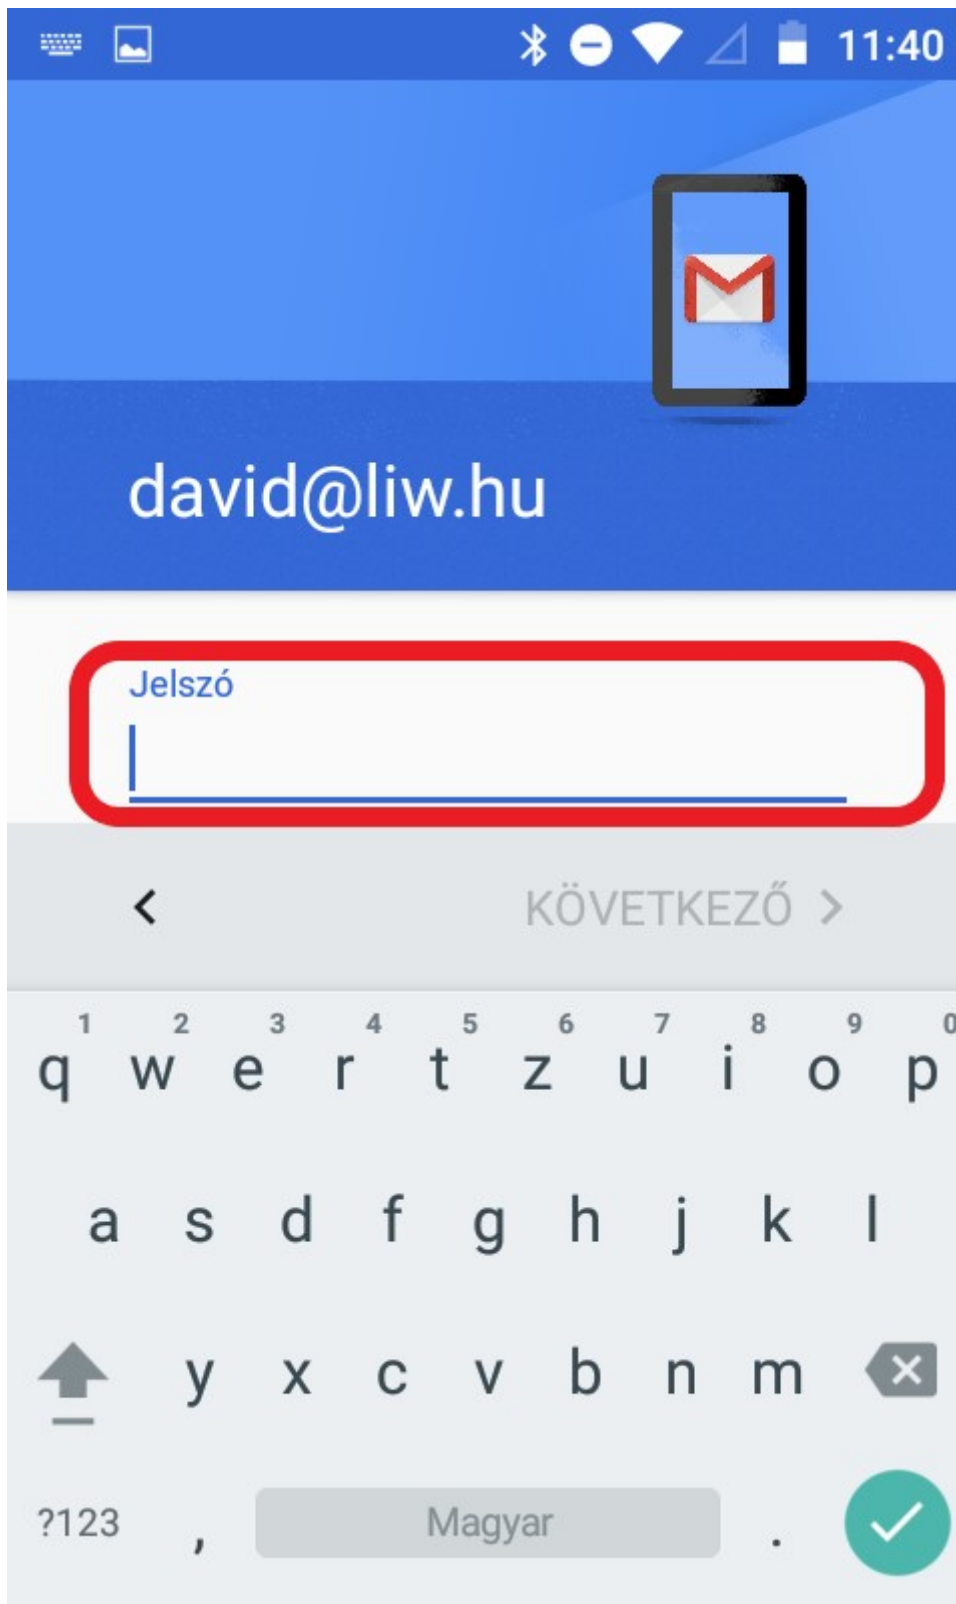 11:40
david@liw.hu
Jelszó
KÖVETKEZŐ
1 2 3 4 5 6 7 8 9 0
q w e r t z u i o p
a s d f g h j k l
y x c v b n m
?123 , Magyar .